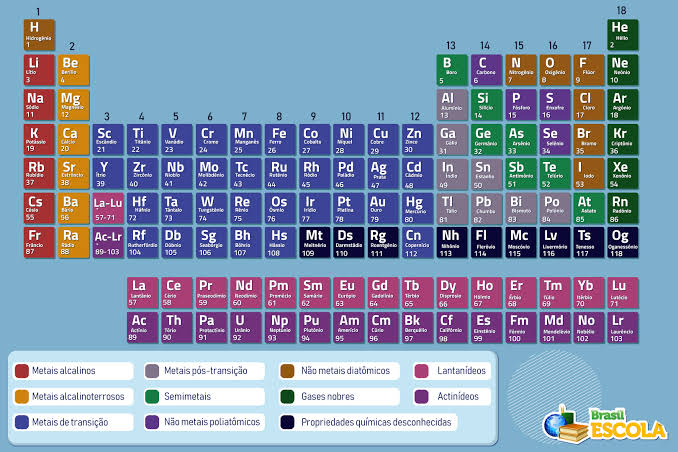 1
18
H He
Hidrogênio Hélio
1 2
2 13 14 15 16 17
Li Be B C N O F Ne
Lítio Berílio Boro Carbono Nitrogênio Oxigênio Flúor Neônio
3 4 5 6 7 8 9 10
Na Mg Al Si P S Cl Ar
Sódio Magnésio Alumínio Silício Fósforo Enxofre Cloro Argônio
11 12 13 14 15 16 17 18
3 4 5 6 7 8 9 10 11 12
K Ca Sc Ti V Cr Mn Fe Co Ni Cu Zn Ga Ge As Se Br Kr
Potássio Cálcio Escândio Titânio Vanádio Cromo Manganês Ferro Cobalto Níquel Cobre Zinco Gálio Germânio Arsênio Selênio Bromo Criptônio
19 20 21 22 23 24 25 26 27 28 29 30 31 32 33 34 35 36
Rb Sr Y Zr Nb Mo Tc Ru Rh Pd Ag Cd In Sn Sb Te I Xe
Rubídio Estrôncio Ítrio Zircônio Nióbio Molibdênio Tecnécio Rutênio Ródio Paládio Prata Cádmio Índio Estanho Antimônio Telúrio Iodo Xenônio
37 38 39 40 41 42 43 44 45 46 47 48 49 50 51 52 53 54
Cs Ba La-Lu Hf Ta W Re Os Ir Pt Au Hg Tl Pb Bi Po At Rn
Césio Bário Háfnio Tântalo Tungstênio Rênio Ósmio Irídio Platina Ouro Mercúrio Tálio Chumbo Bismuto Polônio Astato Radônio
55 56 57-71 72 73 74 75 76 77 78 79 80 81 82 83 84 85 86
Fr Ra Ac-Lr Rf Db Sg Bh Hs Mt Ds Rg Cn Nh Fl Mc Lv Ts Og
Frâncio Rádio Rutherfórdio Dúbnio Seabórgio Bóhrio Hássio Meitnério Darmstádio Roentgênio Copernício Nihônio Fleróvio Moscóvio Livermório Tenesso Oganessônio
87 88 89-103 104 105 106 107 108 109 110 111 112 113 114 115 116 117 118
La Ce Pr Nd Pm Sm Eu Gd Tb Dy Ho Er Tm Yb Lu
Lantânio Cério Praseodímio Neodímio Promécio Samário Európio Gadolínio Térbio Disprósio Hólmio Érbio Túlio Itérbio Lutécio
57 58 59 60 61 62 63 64 65 66 67 68 69 70 71
Ac Th Pa U Np Pu Am Cm Bk Cf Es Fm Md No Lr
Actínio Tório Protactínio Urânio Neptúnio Plutônio Amerício Cúrio Berquélio Califórnio Einstênio Férmio Mendelévio Nobélio Laurêncio
89 90 91 92 93 94 95 96 97 98 99 100 101 102 103
Metais alcalinos
Metais pós-transição
Não metais diatômicos
Lantanídeos
Metais alcalinoterrosos
Semimetais
Gases nobres
Actinídeos
Metais de transição
Não metais poliatômicos
Propriedades químicas desconhecidas
Brasil
ESCOLA